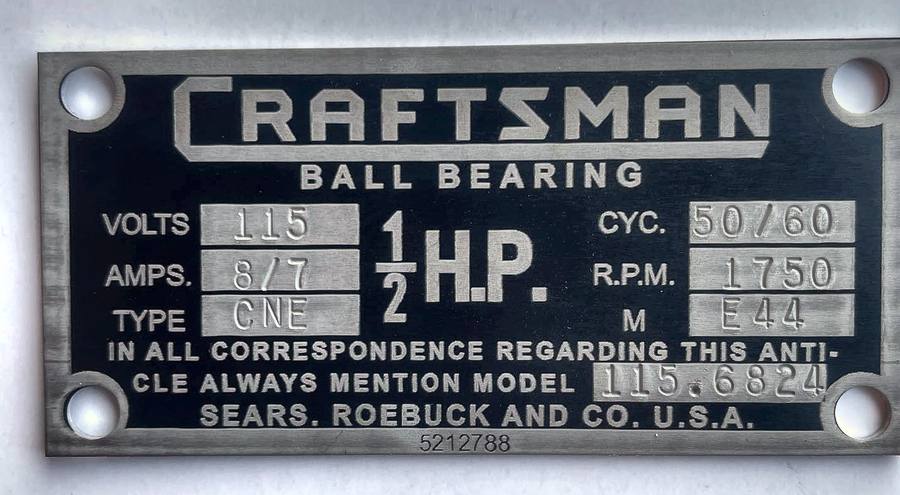 CRAFTSMAN
BALL BEARING
VOLTS 115 1/2 H.P. CYC. 50/60
AMPS. 8/7 R.P.M. 1750
TYPE CNE M E44
IN ALL CORRESPONDENCE REGARDING THIS ANTI-
CLE ALWAYS MENTION MODEL 115.6824
SEARS. ROEBUCK AND CO. U.S.A.
5212788